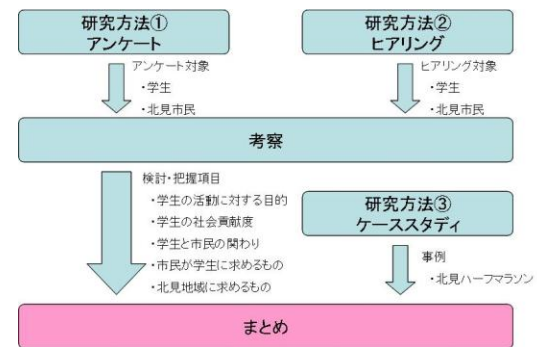 研究方法①
アンケート
研究方法②
ヒアリング
アンケート対象
・学生
・北見市民
ヒアリング対象
・学生
・北見市民
考察
検討・把握項目
・学生の活動に対する目的
・学生の社会貢献度
・学生と市民の関わり
・市民が学生に求めるもの
・北見地域に求めるもの
研究方法③
ケーススタディ
事例
・北見ハーフマラソン
まとめ